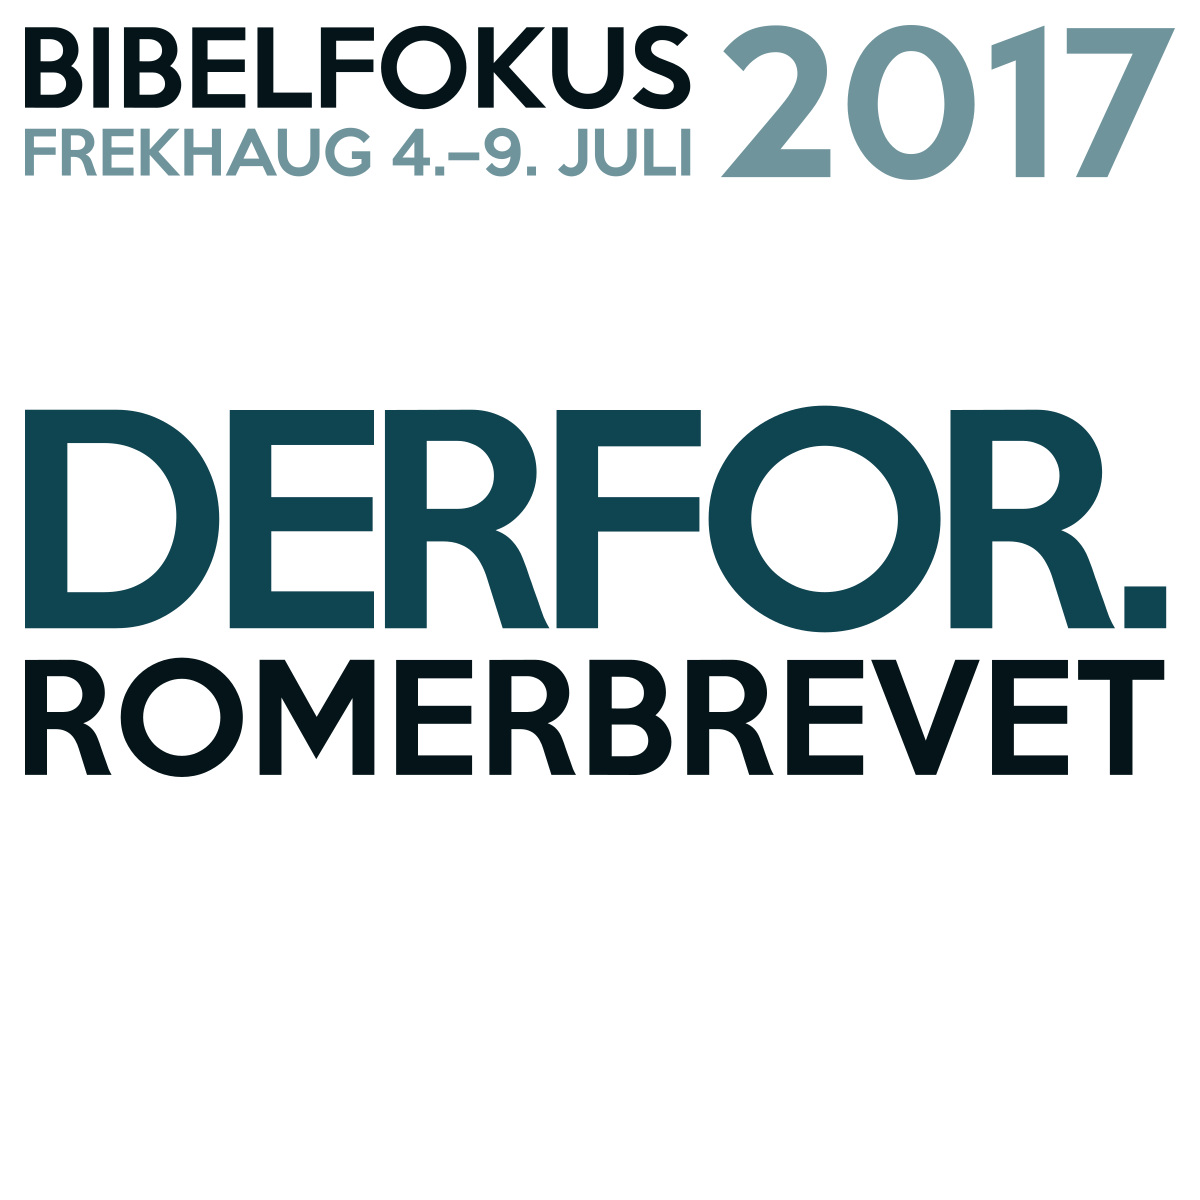 BIBELFOKUS 2017
FREKHAUG 4.–9. JULI
DERFOR.
ROMERBREVET